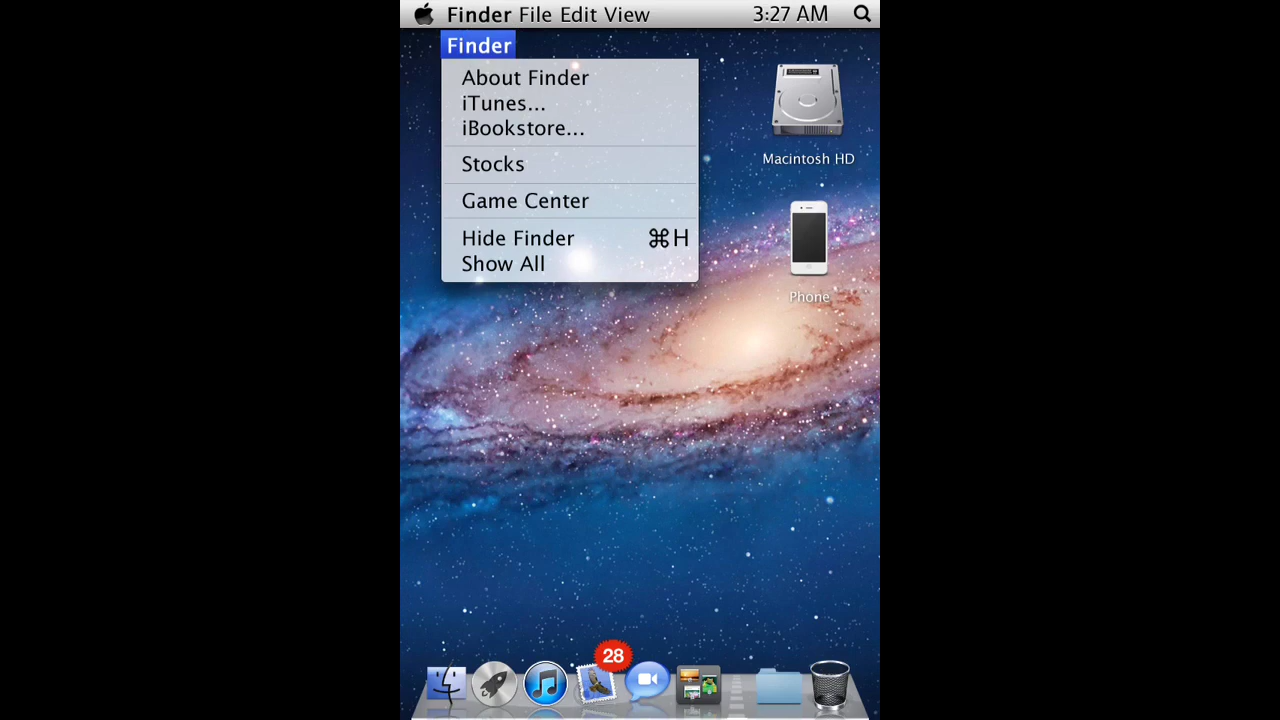 Finder File Edit View 3:27 AM
Finder
About Finder
iTunes...
iBookstore...
Stocks
Game Center
Hide Finder ⌘H
Show All
Macintosh HD
Phone
28